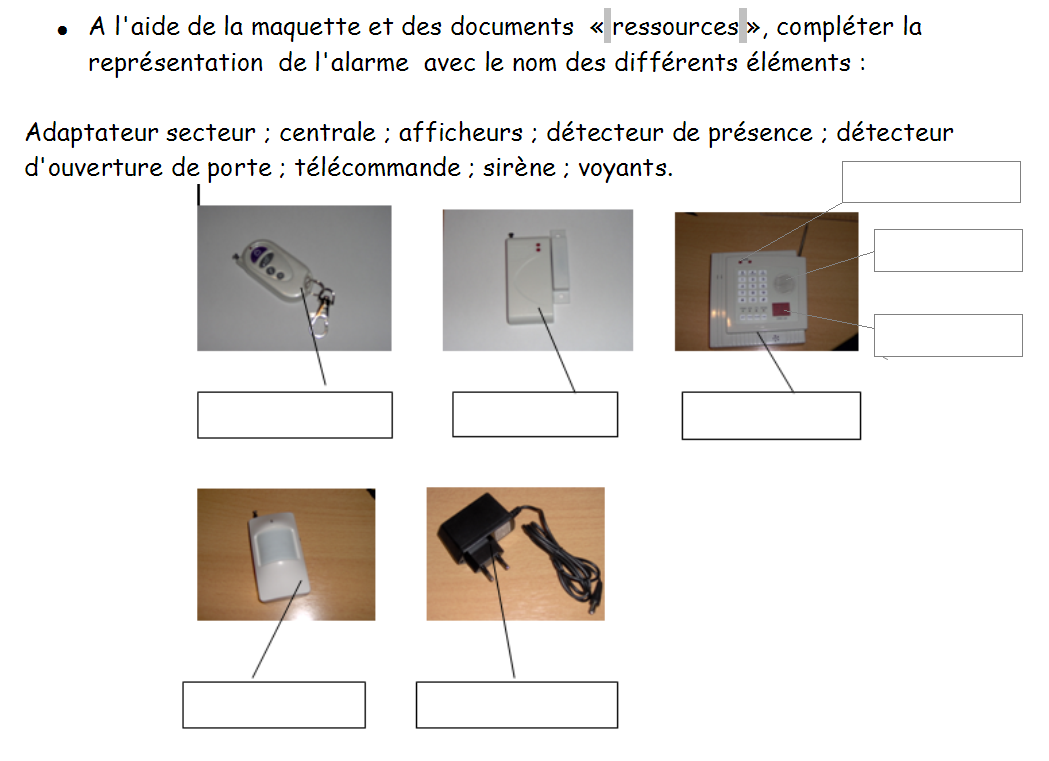 • A l'aide de la maquette et des documents « ressources », compléter la
représentation de l'alarme avec le nom des différents éléments :
Adaptateur secteur ; centrale ; afficheurs ; détecteur de présence ; détecteur
d'ouverture de porte ; télécommande ; sirène ; voyants.